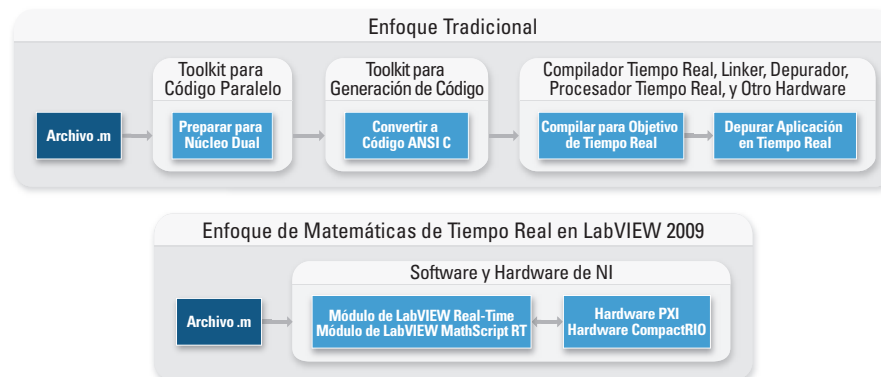 Enfoque Tradicional
Toolkit para
Código Paralelo
Toolkit para
Generación de Código
Compilador Tiempo Real, Linker, Depurador,
Procesador Tiempo Real, y Otro Hardware
Archivo .m
Preparar para
Núcleo Dual
Convertir a
Código ANSI C
Compilar para Objetivo
de Tiempo Real
Depurar Aplicación
en Tiempo Real
Enfoque de Matemáticas de Tiempo Real en LabVIEW 2009
Software y Hardware de NI
Archivo .m
Módulo de LabVIEW Real-Time
Módulo de LabVIEW MathScript RT
Hardware PXI
Hardware CompactRIO